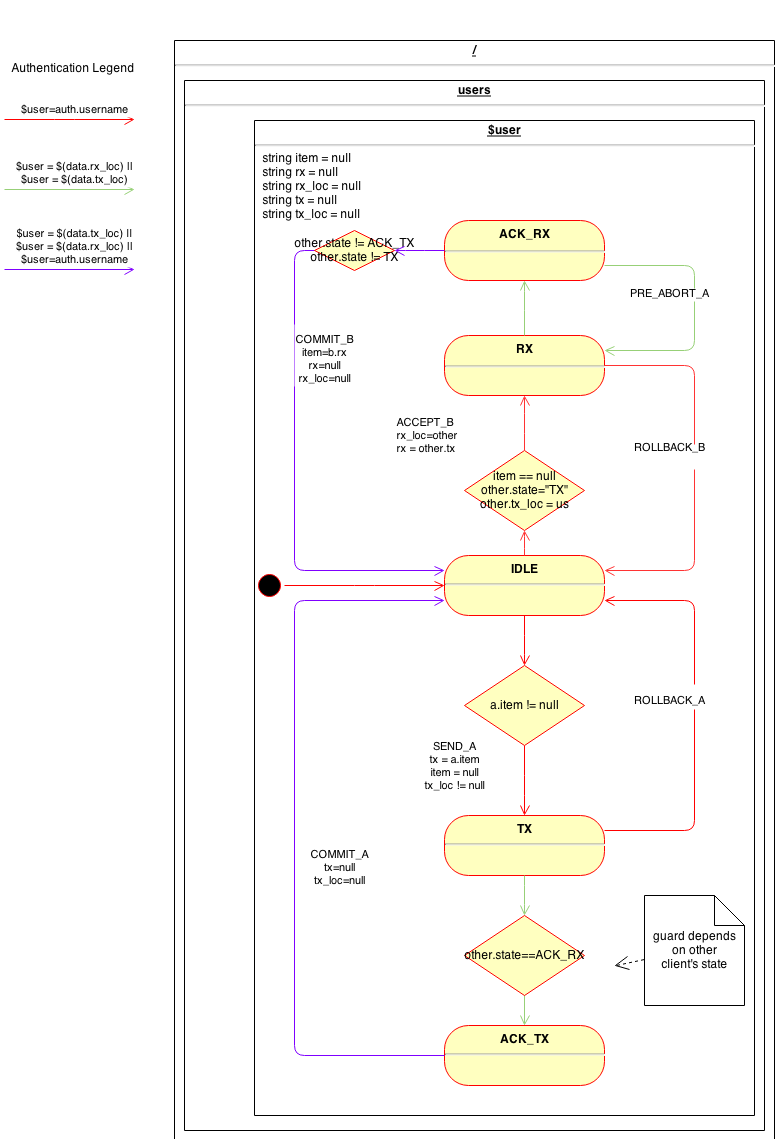 /
Authentication Legend
users
$user=auth.username
$user
string item = null
string rx = null
string rx_loc = null
string tx = null
string tx_loc = null
$user = $(data.rx_loc) ||
$user = $(data.tx_loc)
$user = $(data.tx_loc) ||
$user = $(data.rx_loc) ||
$user=auth.username
ACK_RX
other.state != ACK_TX
other.state != TX
PRE_ABORT_A
COMMIT_B
item=b.rx
rx=null
rx_loc=null
RX
ACCEPT_B
rx_loc=other
rx = other.tx
ROLLBACK_B
item == null
other.state="TX"
other.tx_loc = us
IDLE
a.item != null
ROLLBACK_A
SEND_A
tx = a.item
item = null
tx_loc != null
TX
COMMIT_A
tx=null
tx_loc=null
other.state==ACK_RX
guard depends
on other
client's state
ACK_TX